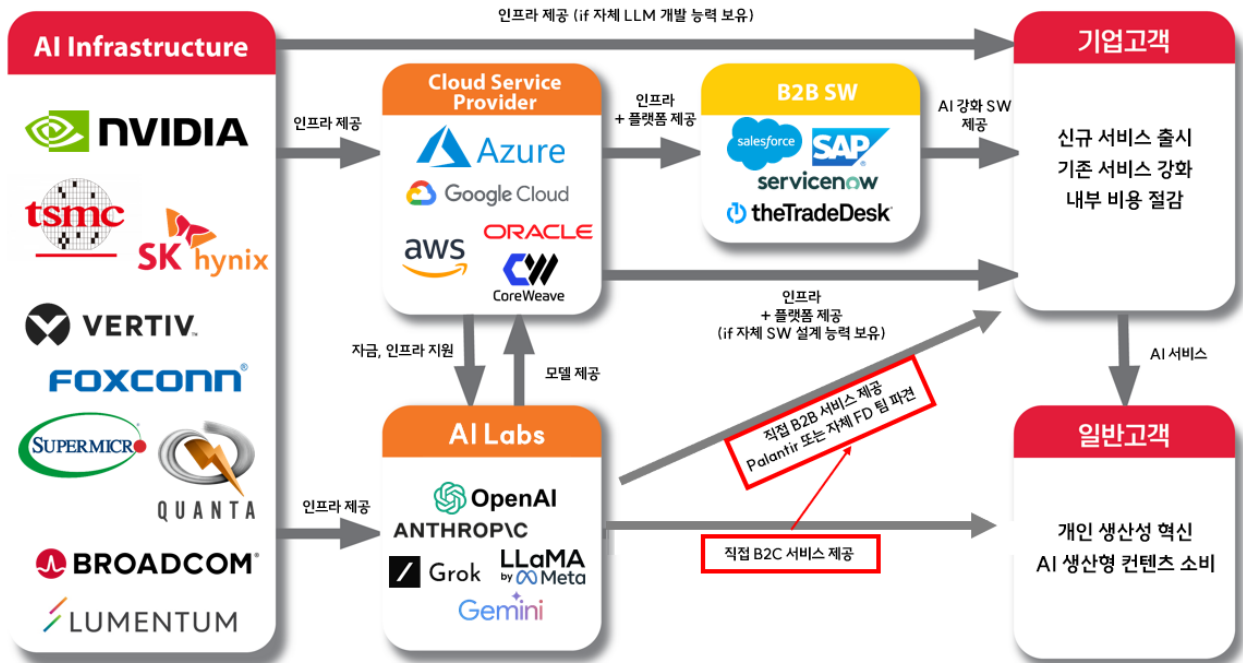 인프라 제공 (if 자체 LLM 개발 능력 보유)
AI Infrastructure
NVIDIA
tsmc
SK hynix
VERTIV™
FOXCONN®
SUPERMICR
QUANTA
BROADCOM®
LUMENTUM
인프라 제공
인프라 제공
Cloud Service
Provider
Azure
Google Cloud
aws
ORACLE
CoreWeave
인프라
+ 플랫폼 제공
B2B SW
salesforce
SAP
servicenow
theTradeDesk
AI 강화 SW
제공
기업고객
신규 서비스 출시
기존 서비스 강화
내부 비용 절감
인프라
+ 플랫폼 제공
(if 자체 SW 설계 능력 보유)
자금, 인프라 지원
모델 제공
AI 서비스
AI Labs
OpenAI
ANTHROP\C
Grok
LLaMA
by Meta
Gemini
직접 B2B 서비스 제공
Palantir 또는 자체 FD 팀 파견
직접 B2C 서비스 제공
일반고객
개인 생산성 혁신
AI 생산형 컨텐츠 소비